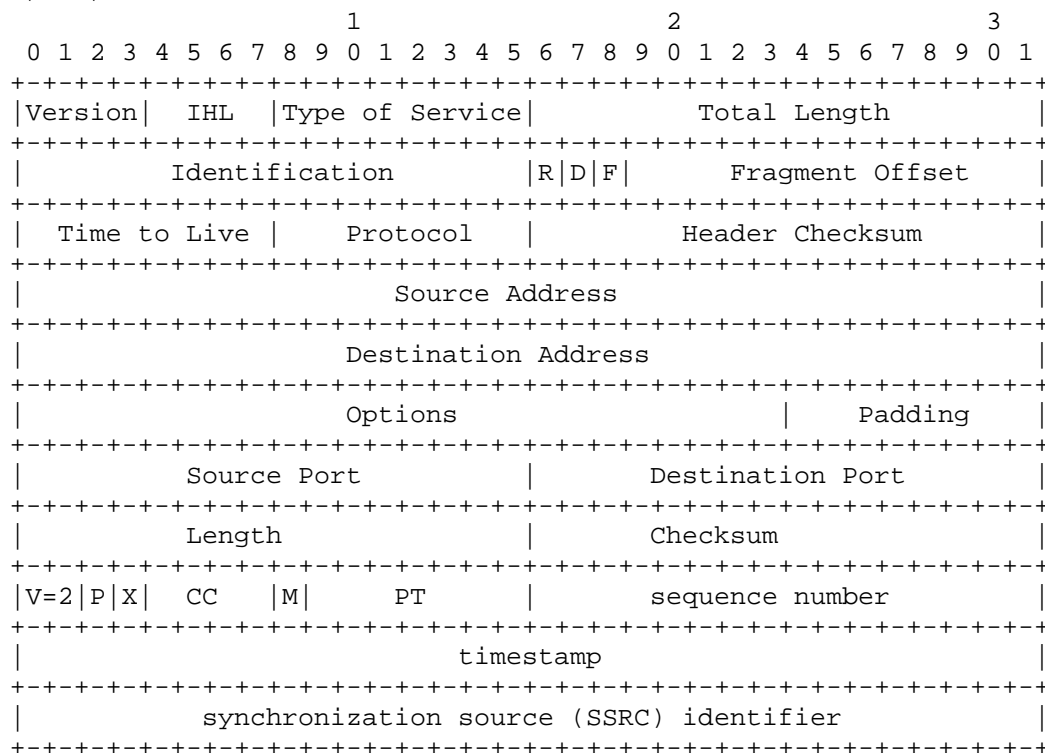 1 2 3
0 1 2 3 4 5 6 7 8 9 0 1 2 3 4 5 6 7 8 9 0 1 2 3 4 5 6 7 8 9 0 1
+-+-+-+-+-+-+-+-+-+-+-+-+-+-+-+-+-+-+-+-+-+-+-+-+-+-+-+-+-+-+-+-+
|Version| IHL |Type of Service| Total Length |
+-+-+-+-+-+-+-+-+-+-+-+-+-+-+-+-+-+-+-+-+-+-+-+-+-+-+-+-+-+-+-+-+
| Identification |R|D|F| Fragment Offset |
+-+-+-+-+-+-+-+-+-+-+-+-+-+-+-+-+-+-+-+-+-+-+-+-+-+-+-+-+-+-+-+-+
| Time to Live | Protocol | Header Checksum |
+-+-+-+-+-+-+-+-+-+-+-+-+-+-+-+-+-+-+-+-+-+-+-+-+-+-+-+-+-+-+-+-+
| Source Address |
+-+-+-+-+-+-+-+-+-+-+-+-+-+-+-+-+-+-+-+-+-+-+-+-+-+-+-+-+-+-+-+-+
| Destination Address |
+-+-+-+-+-+-+-+-+-+-+-+-+-+-+-+-+-+-+-+-+-+-+-+-+-+-+-+-+-+-+-+-+
| Options | Padding |
+-+-+-+-+-+-+-+-+-+-+-+-+-+-+-+-+-+-+-+-+-+-+-+-+-+-+-+-+-+-+-+-+
| Source Port | Destination Port |
+-+-+-+-+-+-+-+-+-+-+-+-+-+-+-+-+-+-+-+-+-+-+-+-+-+-+-+-+-+-+-+-+
| Length | Checksum |
+-+-+-+-+-+-+-+-+-+-+-+-+-+-+-+-+-+-+-+-+-+-+-+-+-+-+-+-+-+-+-+-+
|V=2|P|X| CC |M| PT | sequence number |
+-+-+-+-+-+-+-+-+-+-+-+-+-+-+-+-+-+-+-+-+-+-+-+-+-+-+-+-+-+-+-+-+
| timestamp |
+-+-+-+-+-+-+-+-+-+-+-+-+-+-+-+-+-+-+-+-+-+-+-+-+-+-+-+-+-+-+-+-+
| synchronization source (SSRC) identifier |
+-+-+-+-+-+-+-+-+-+-+-+-+-+-+-+-+-+-+-+-+-+-+-+-+-+-+-+-+-+-+-+-+